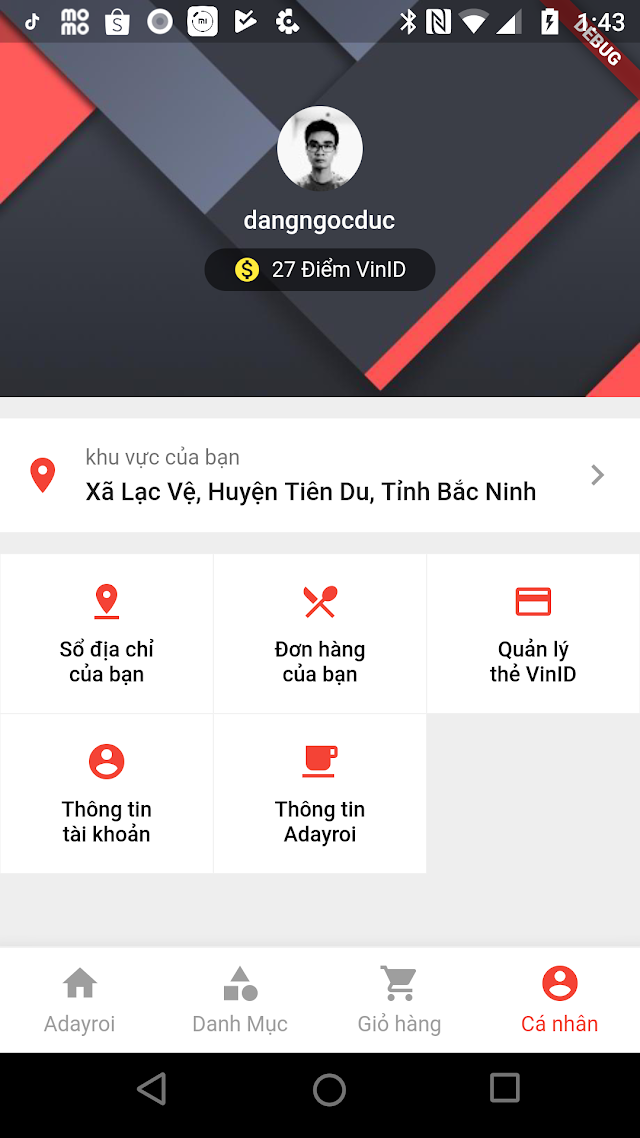 mo
mo
S
mi
1:43
DEBUG
dangngocduc
$ 27 Điểm VinID
khu vực của bạn
Xã Lạc Vệ, Huyện Tiên Du, Tỉnh Bắc Ninh
Sổ địa chỉ
của bạn
Đơn hàng
của bạn
Quản lý
thẻ VinID
Thông tin
tài khoản
Thông tin
Adayroi
Adayroi
Danh Mục
Giỏ hàng
Cá nhân